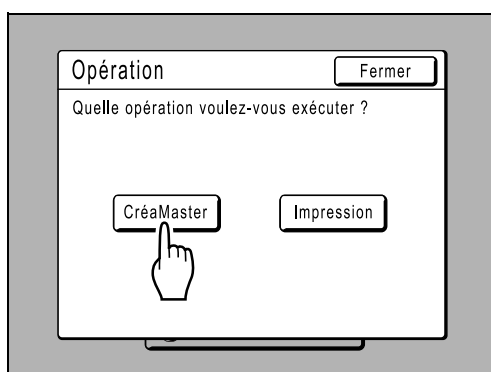 Opération
Fermer
Quelle opération voulez-vous exécuter ?
CréaMaster
Impression